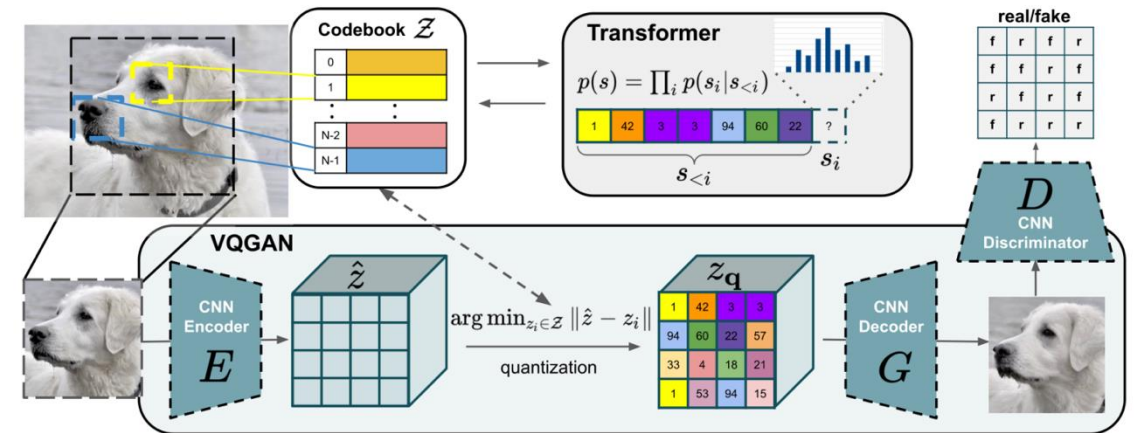 Codebook 𝒵
0
1
⋮ ⋮
N-2
N-1
Transformer
p(s) = ∏ᵢ p(sᵢ|s<ᵢ)
1 42 3 3 94 60 22 ?
s<ᵢ sᵢ
real/fake
f r f r
f f r f
r f r f
f r r r
D
CNN
Discriminator
VQGAN
CNN
Encoder
E
ẑ
arg min_{zᵢ∈𝒵} ‖ẑ − zᵢ‖
quantization
z_q
1 42 3 3
94 60 22 57
33 4 18 21
1 53 94 15
CNN
Decoder
G